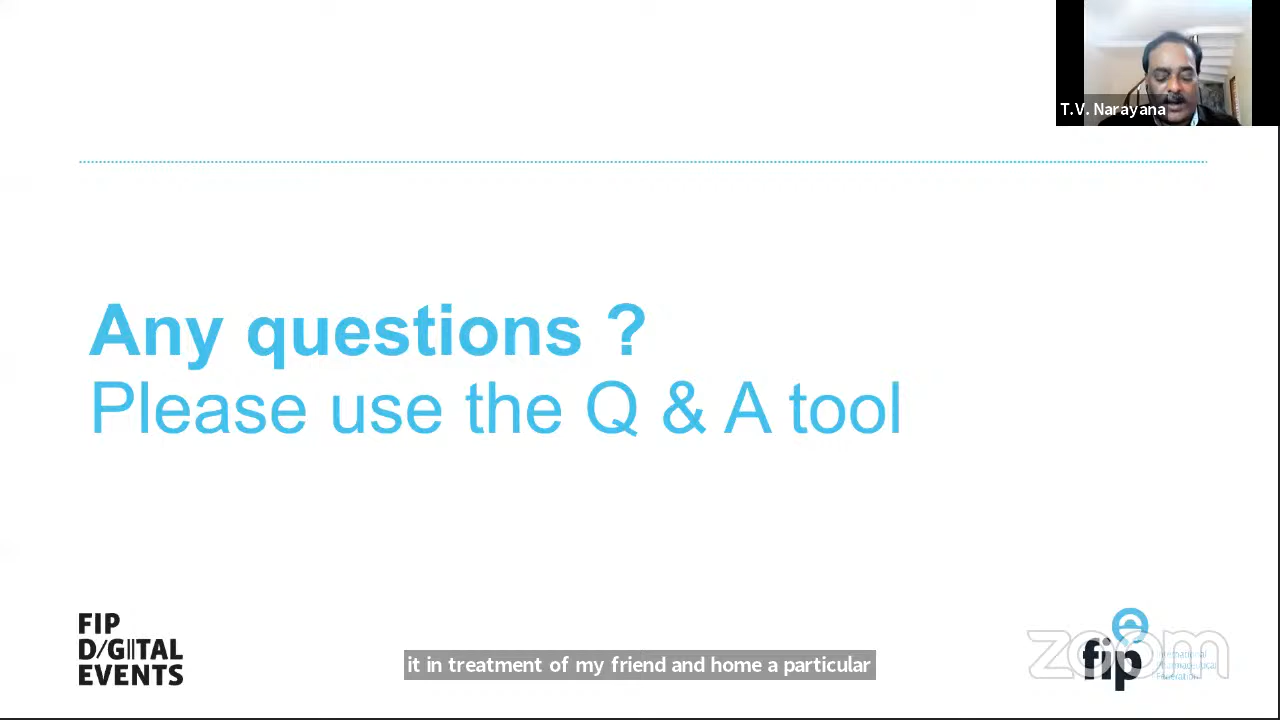 T.V. Narayana
Any questions ?
Please use the Q & A tool
FIP
D/G|ITAL
EVENTS
it in treatment of my friend and home a particular
zoom
fip
International
Pharmaceutical
Federation